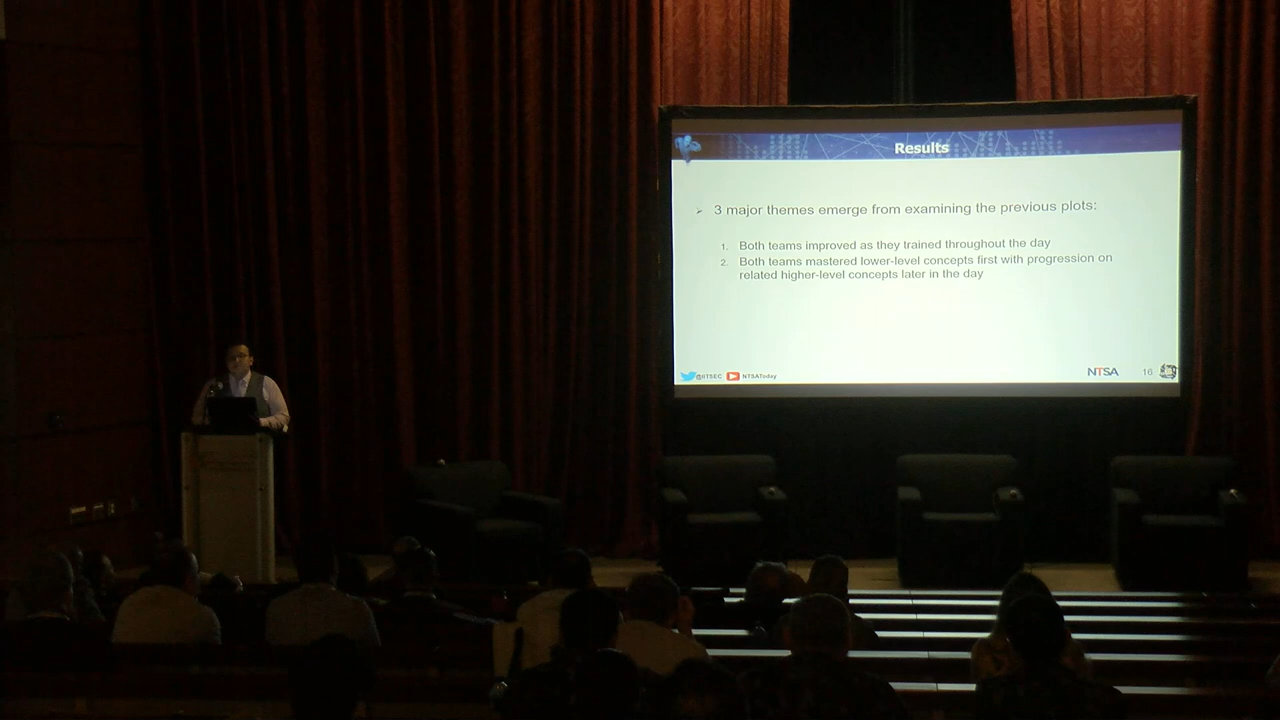 Results
➢ 3 major themes emerge from examining the previous plots:
1. Both teams improved as they trained throughout the day
2. Both teams mastered lower-level concepts first with progression on
related higher-level concepts later in the day
@IITSEC NTSAToday
NTSA 16